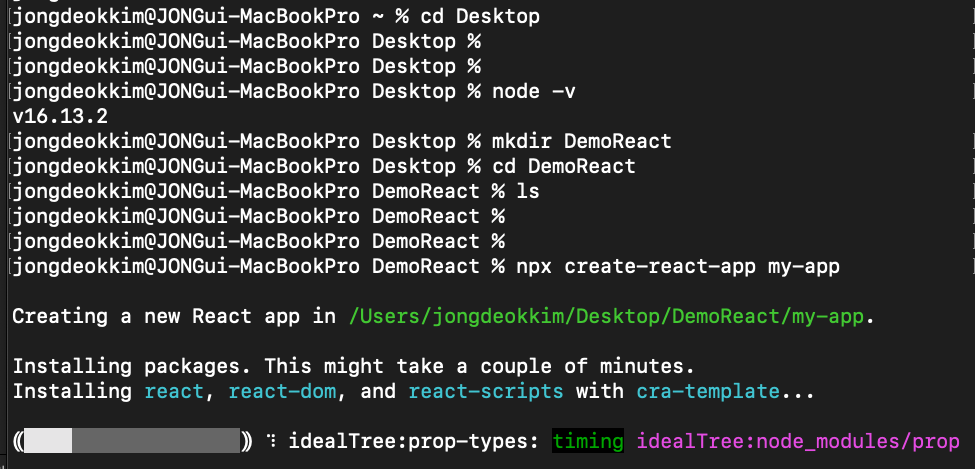 jongdeokkim@JONGui-MacBookPro ~ % cd Desktop
jongdeokkim@JONGui-MacBookPro Desktop %
jongdeokkim@JONGui-MacBookPro Desktop %
jongdeokkim@JONGui-MacBookPro Desktop % node -v
v16.13.2
jongdeokkim@JONGui-MacBookPro Desktop % mkdir DemoReact
jongdeokkim@JONGui-MacBookPro Desktop % cd DemoReact
jongdeokkim@JONGui-MacBookPro DemoReact % ls
jongdeokkim@JONGui-MacBookPro DemoReact %
jongdeokkim@JONGui-MacBookPro DemoReact %
jongdeokkim@JONGui-MacBookPro DemoReact % npx create-react-app my-app
Creating a new React app in /Users/jongdeokkim/Desktop/DemoReact/my-app.
Installing packages. This might take a couple of minutes.
Installing react, react-dom, and react-scripts with cra-template...
⸨░░░░░░░░░░░░░░░░░░⸩ ⠹ idealTree:prop-types: timing idealTree:node_modules/prop